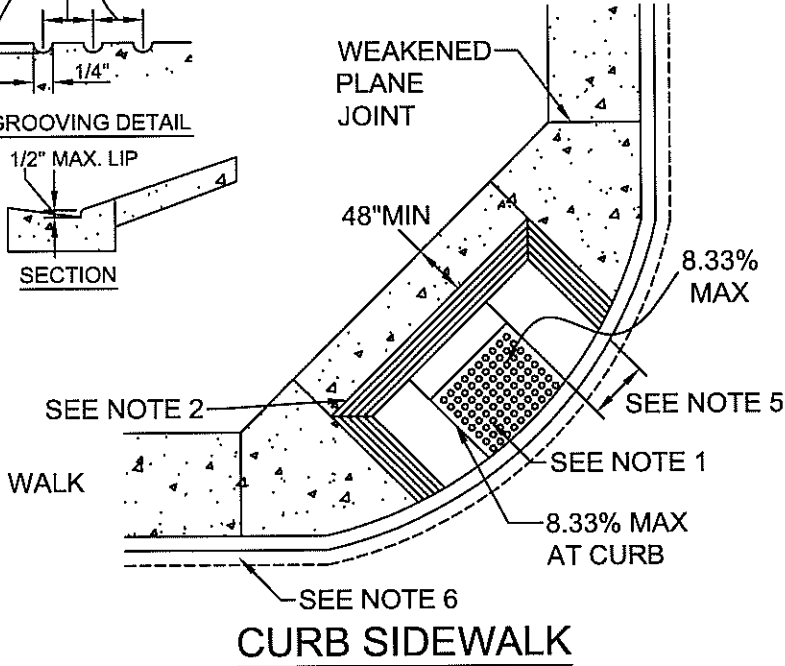 1/4"
GROOVING DETAIL
1/2" MAX. LIP
SECTION
WEAKENED
PLANE
JOINT
48"MIN
8.33%
MAX
SEE NOTE 5
SEE NOTE 2
SEE NOTE 1
WALK
8.33% MAX
AT CURB
SEE NOTE 6
CURB SIDEWALK